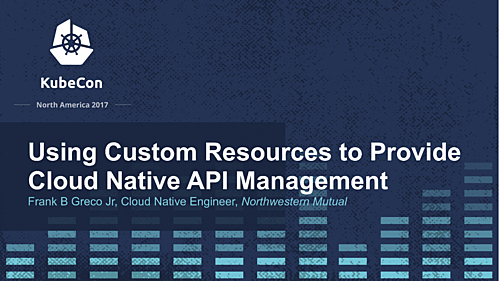 KubeCon
North America 2017
Using Custom Resources to Provide
Cloud Native API Management
Frank B Greco Jr, Cloud Native Engineer, Northwestern Mutual